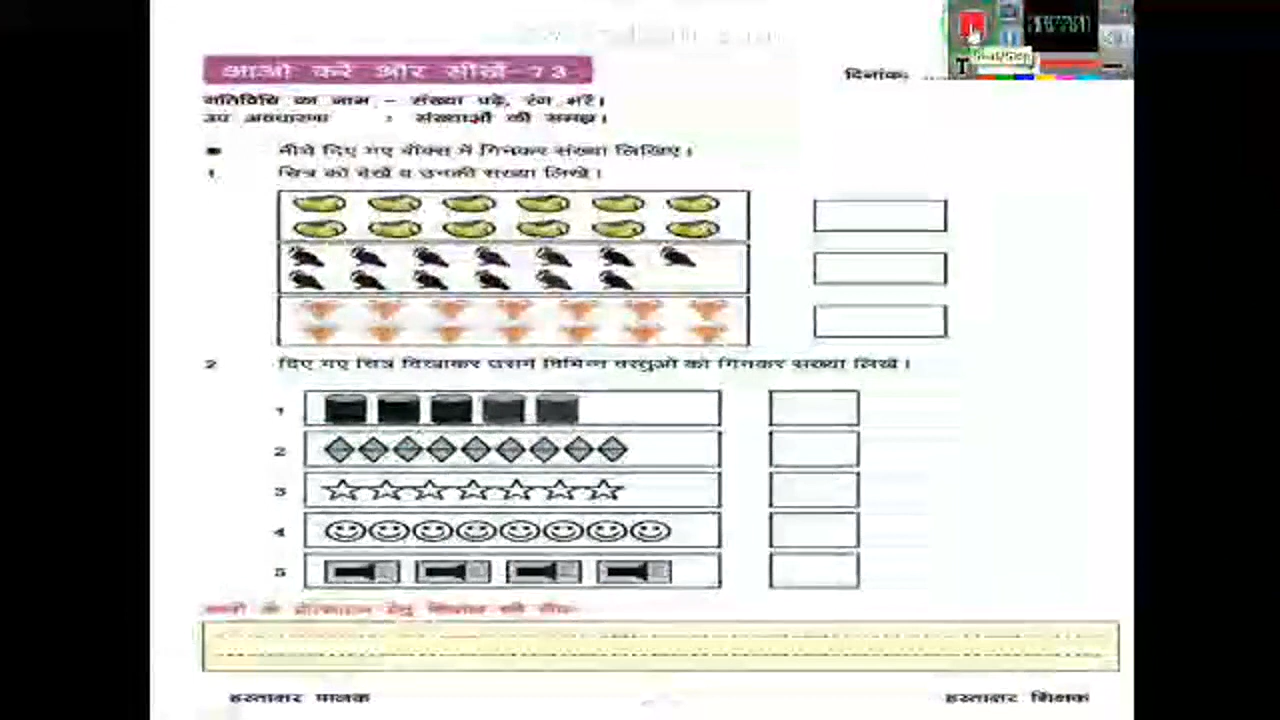 आओ करें और सीखें-73
दिनांक:
गतिविधि का नाम - संख्या पढ़े, रंग भरें।
उप अवधारणा : संख्याओं की समझ।
नीचे दिए गए बॉक्स में गिनकर संख्या लिखिए।
1 चित्र को देखें व उनकी संख्या लिखें।
2 दिए गए चित्र दिखाकर उसमें विभिन्न वस्तुओं को गिनकर संख्या लिखें।
1
2
3
4
5
हस्ताक्षर पालक
हस्ताक्षर शिक्षक